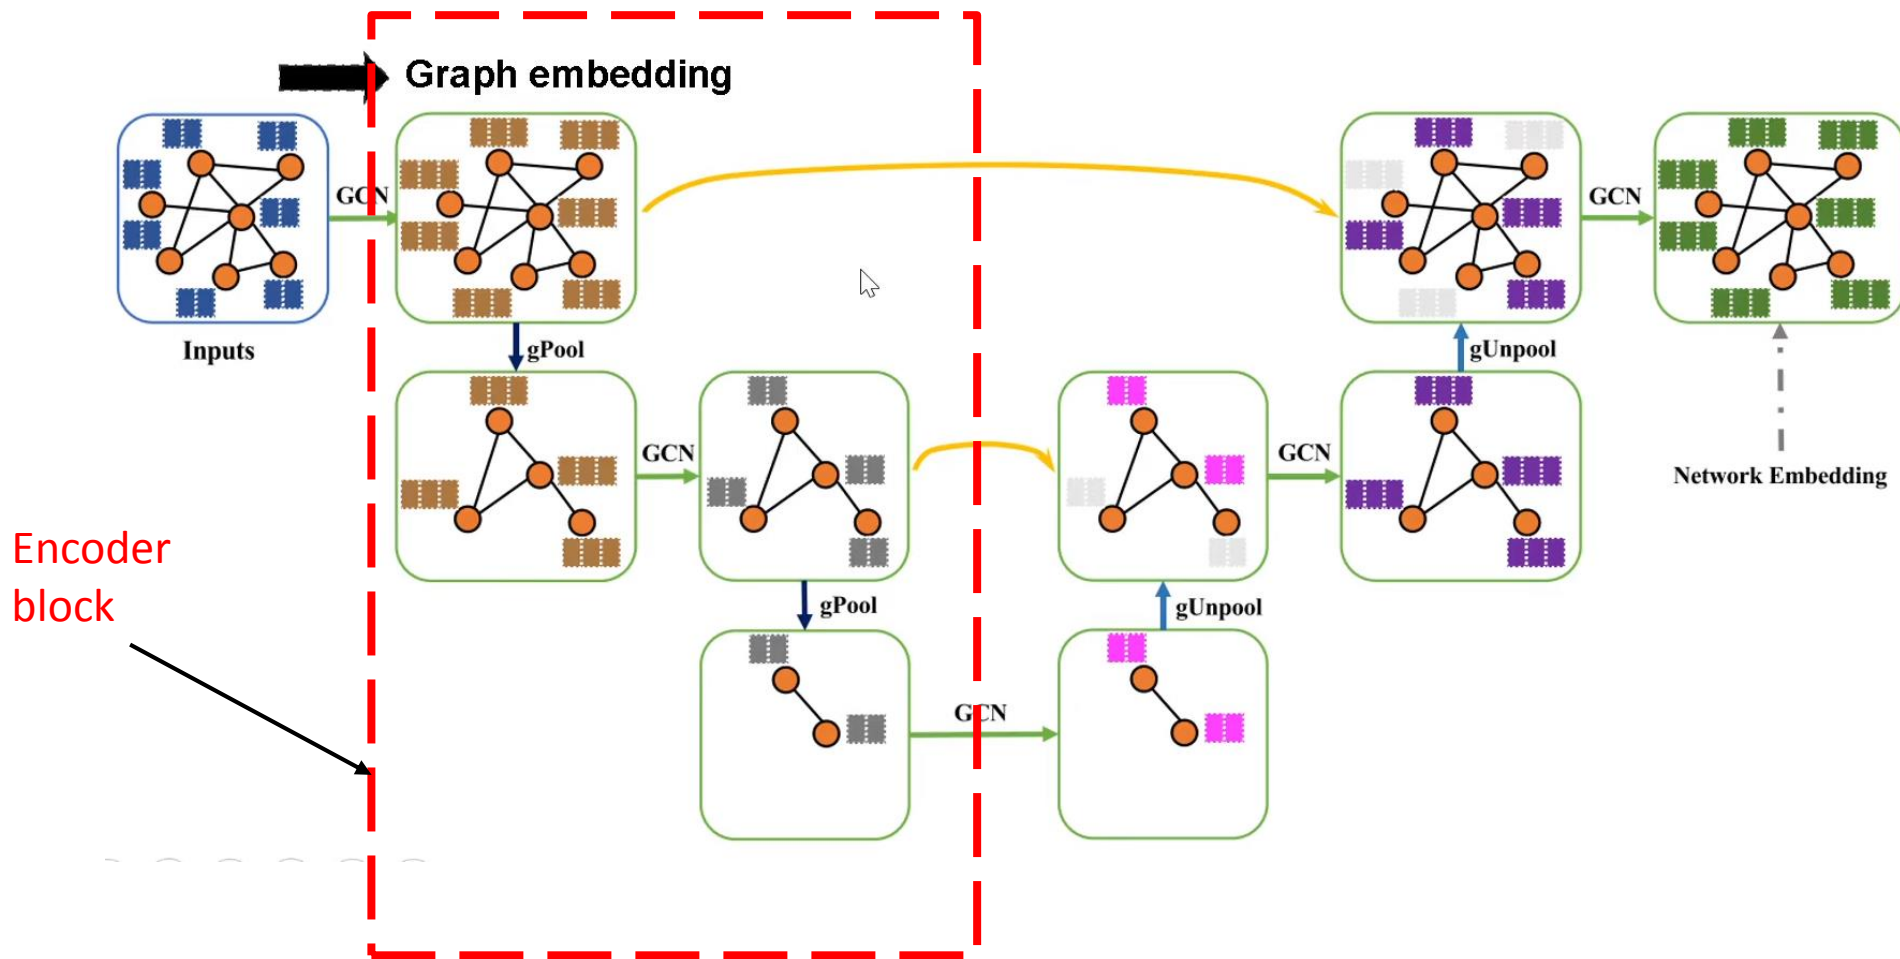 Graph embedding
GCN
GCN
Inputs
gPool
gUnpool
GCN
GCN
Network Embedding
Encoder
block
gPool
gUnpool
GCN